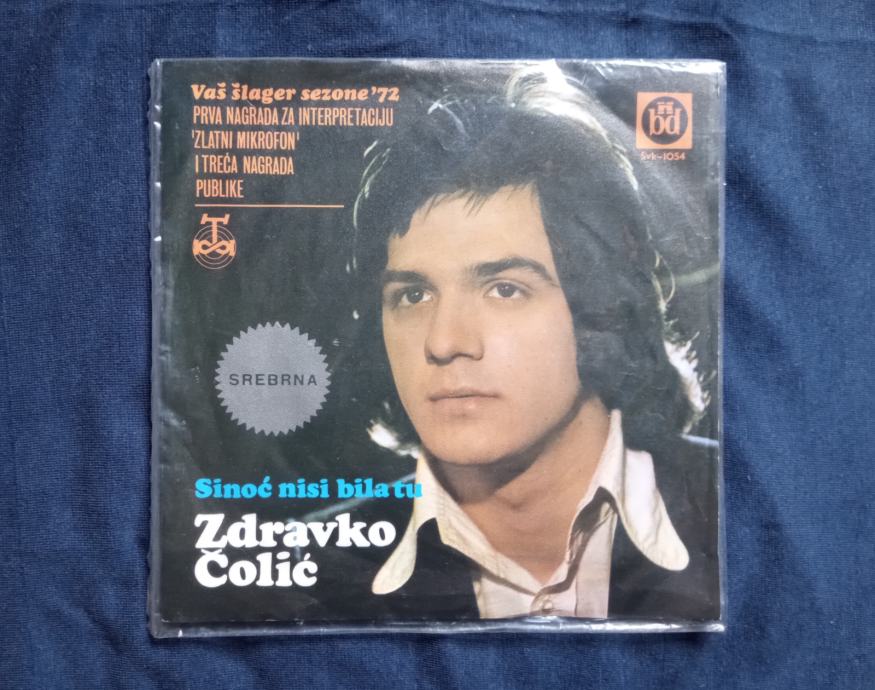 Vaš šlager sezone '72
PRVA NAGRADA ZA INTERPRETACIJU
'ZLATNI MIKROFON'
I TREĆA NAGRADA
PUBLIKE
bd
Svk-1054
SREBRNA
Sinoć nisi bila tu
Zdravko
Čolić